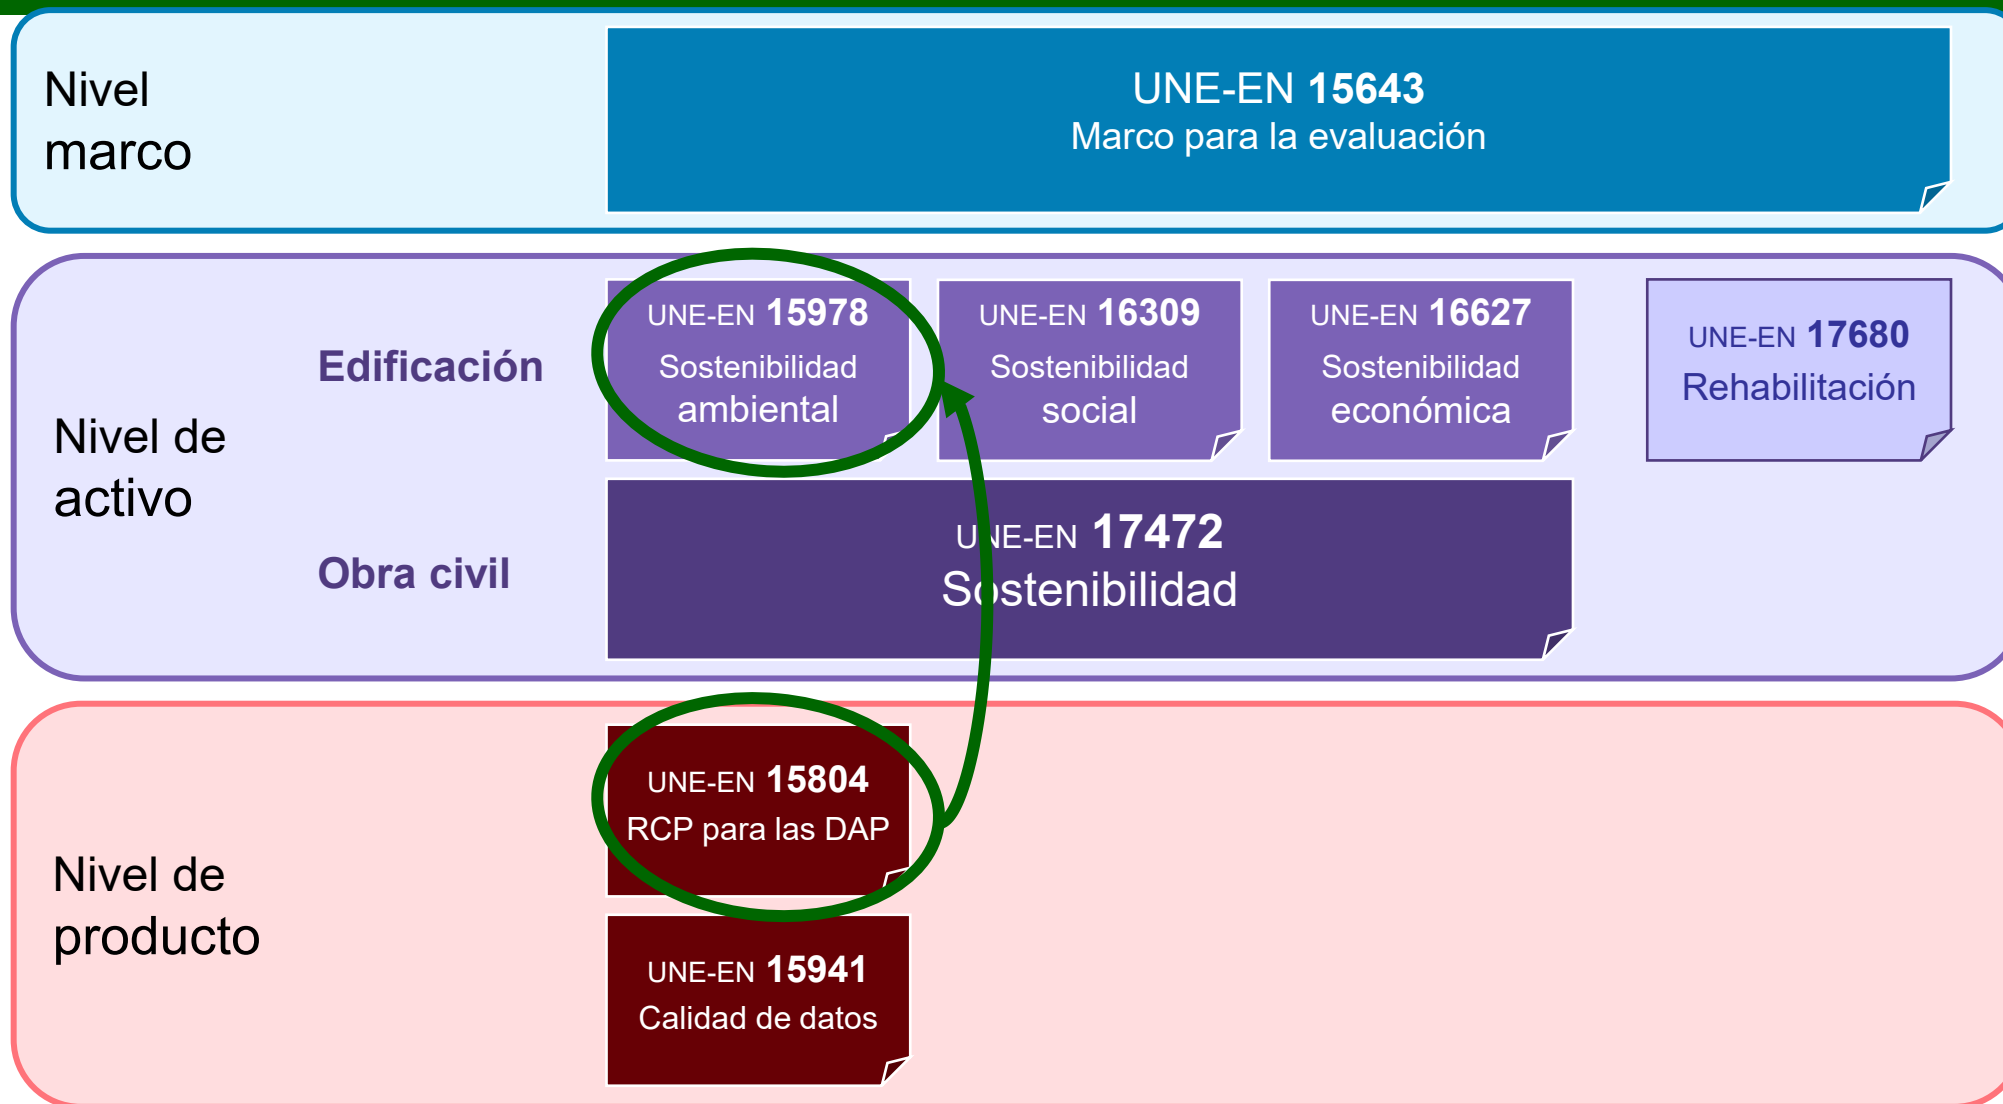 Nivel
marco
UNE-EN 15643
Marco para la evaluación
Nivel de
activo
Edificación
UNE-EN 15978
Sostenibilidad
ambiental
UNE-EN 16309
Sostenibilidad
social
UNE-EN 16627
Sostenibilidad
económica
UNE-EN 17680
Rehabilitación
Obra civil
UNE-EN 17472
Sostenibilidad
Nivel de
producto
UNE-EN 15804
RCP para las DAP
UNE-EN 15941
Calidad de datos